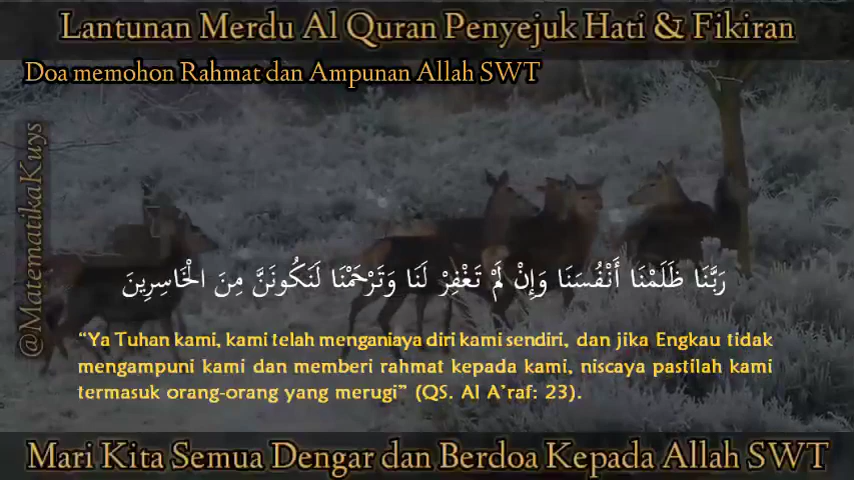 Lantunan Merdu Al Quran Penyejuk Hati & Fikiran
Doa memohon Rahmat dan Ampunan Allah SWT
@MatematikaKuys
رَبَّنَا ظَلَمْنَا أَنْفُسَنَا وَإِنْ لَمْ تَغْفِرْ لَنَا وَتَرْحَمْنَا لَنَكُونَنَّ مِنَ الْخَاسِرِينَ
“Ya Tuhan kami, kami telah menganiaya diri kami sendiri, dan jika Engkau tidak
mengampuni kami dan memberi rahmat kepada kami, niscaya pastilah kami
termasuk orang-orang yang merugi” (QS. Al A’raf: 23).
Mari Kita Semua Dengar dan Berdoa Kepada Allah SWT